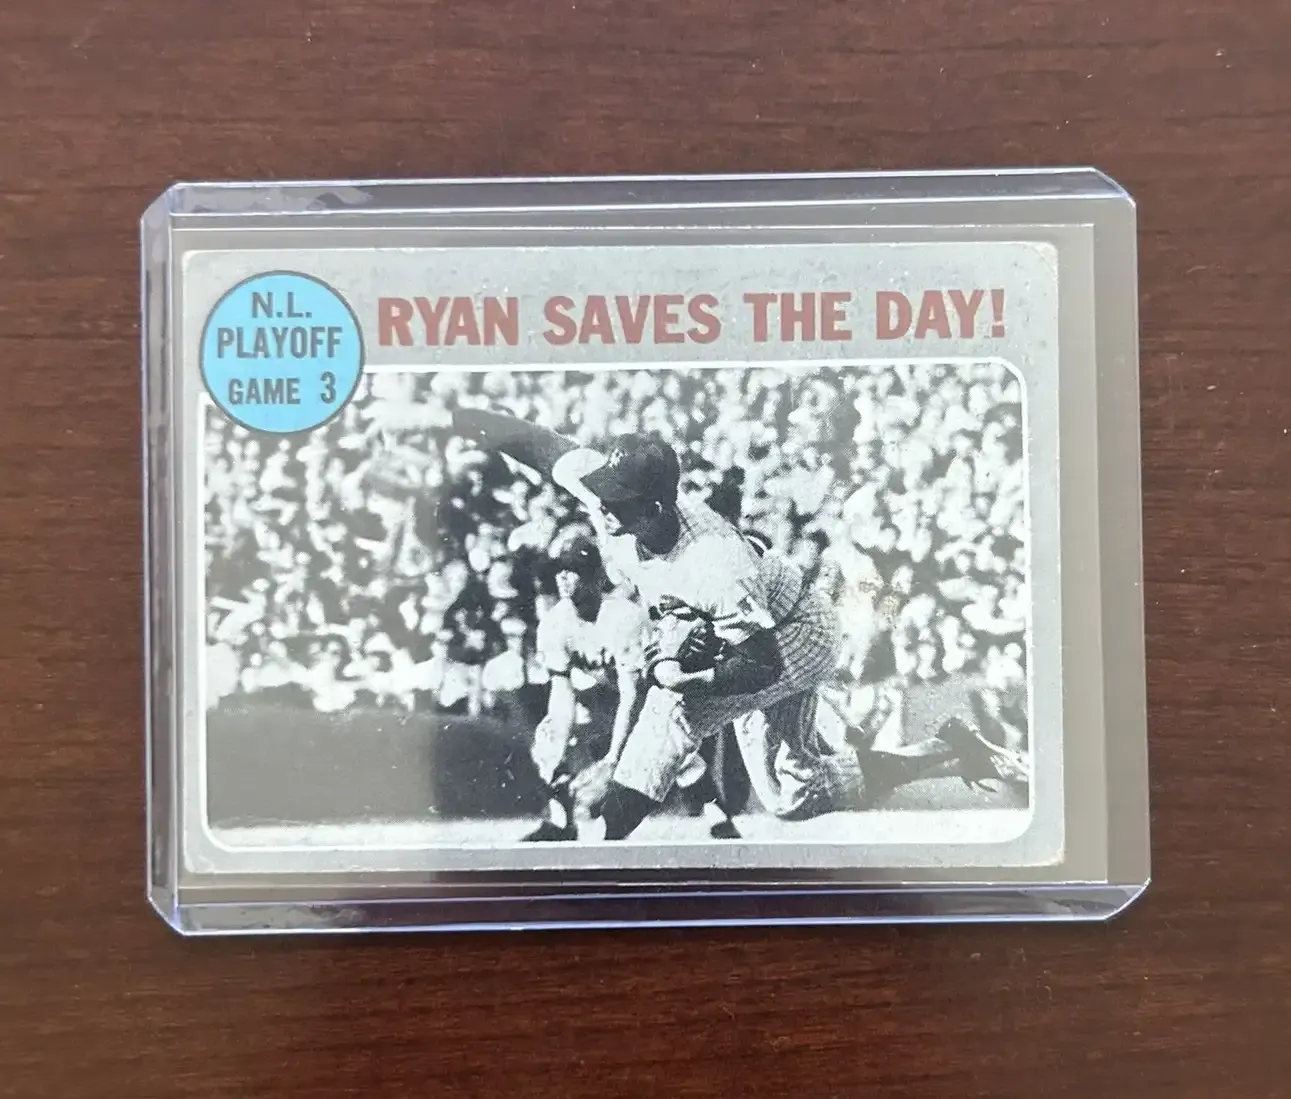 N.L.
PLAYOFF
GAME 3
RYAN SAVES THE DAY!